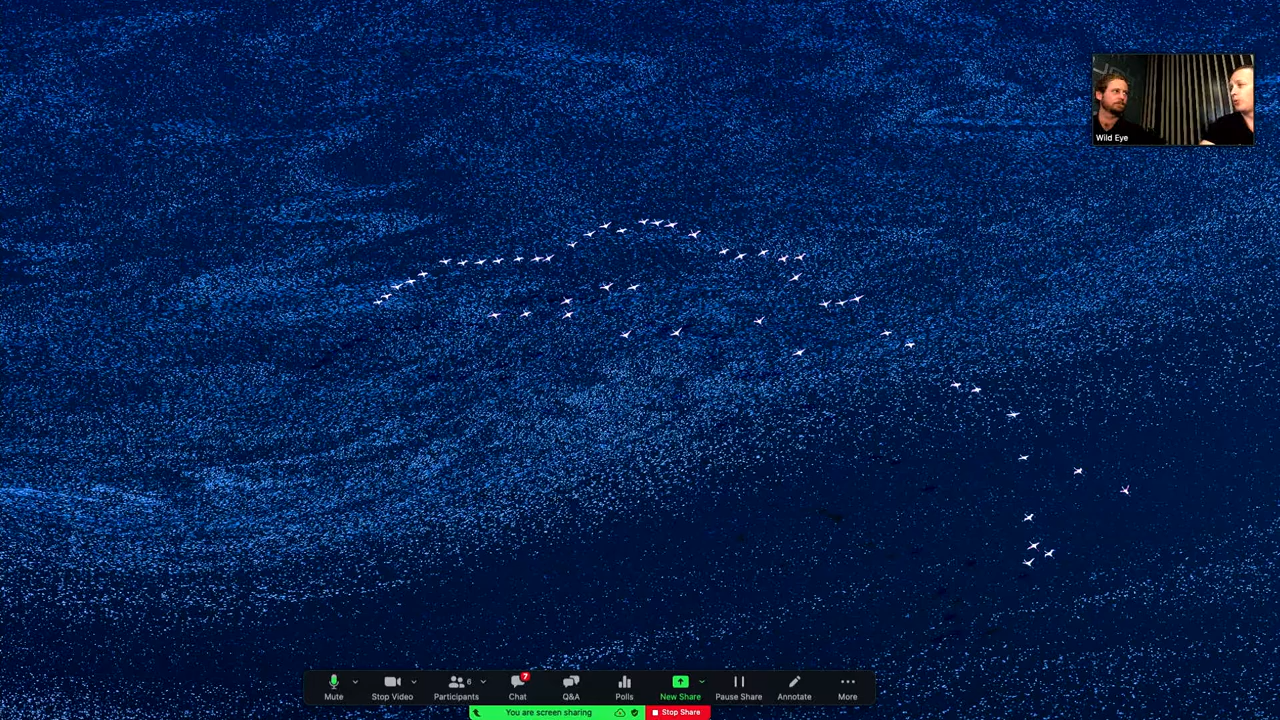 Wild Eye
Mute
Stop Video
6
Participants
7
Chat
Q&A
Polls
New Share
Pause Share
Annotate
More
You are screen sharing
Stop Share